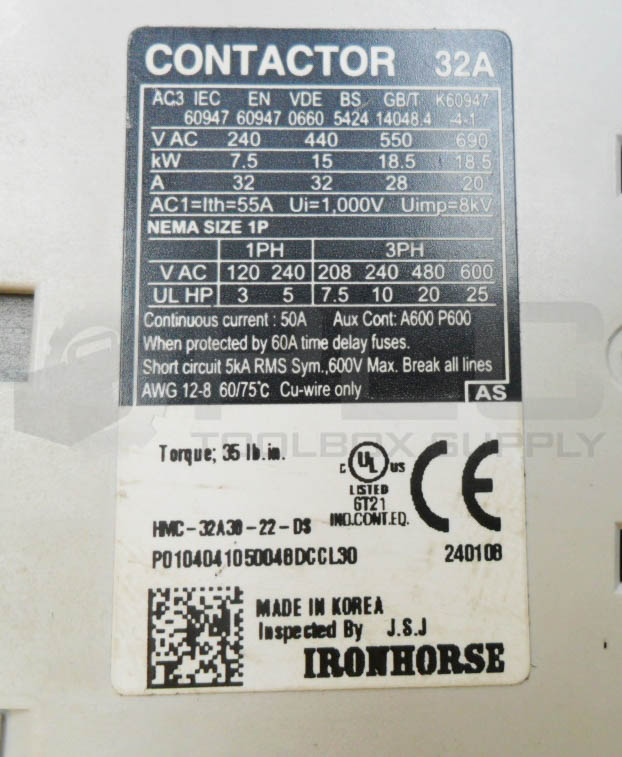 CONTACTOR 32A
AC3 IEC EN VDE BS GB/T K60947
60947 60947 0660 5424 14048.4 -4-1
V AC 240 440 550 690
kW 7.5 15 18.5 18.5
A 32 32 28 20
AC1=Ith=55A Ui=1,000V Uimp=8kV
NEMA SIZE 1P
1PH 3PH
V AC 120 240 208 240 480 600
UL HP 3 5 7.5 10 20 25
Continuous current : 50A Aux Cont: A600 P600
When protected by 60A time delay fuses.
Short circuit 5kA RMS Sym.,600V Max. Break all lines
AWG 12-8 60/75°C Cu-wire only
AS
TOOLBOX SUPPLY
Torque; 35 lb.in.
C UL US
LISTED
6T21
IND.CONT.EQ.
CE
HMC-32A30-22-DS
P0104041050048DCCL30 240108
MADE IN KOREA
Inspected By J.S.J
IRONHORSE